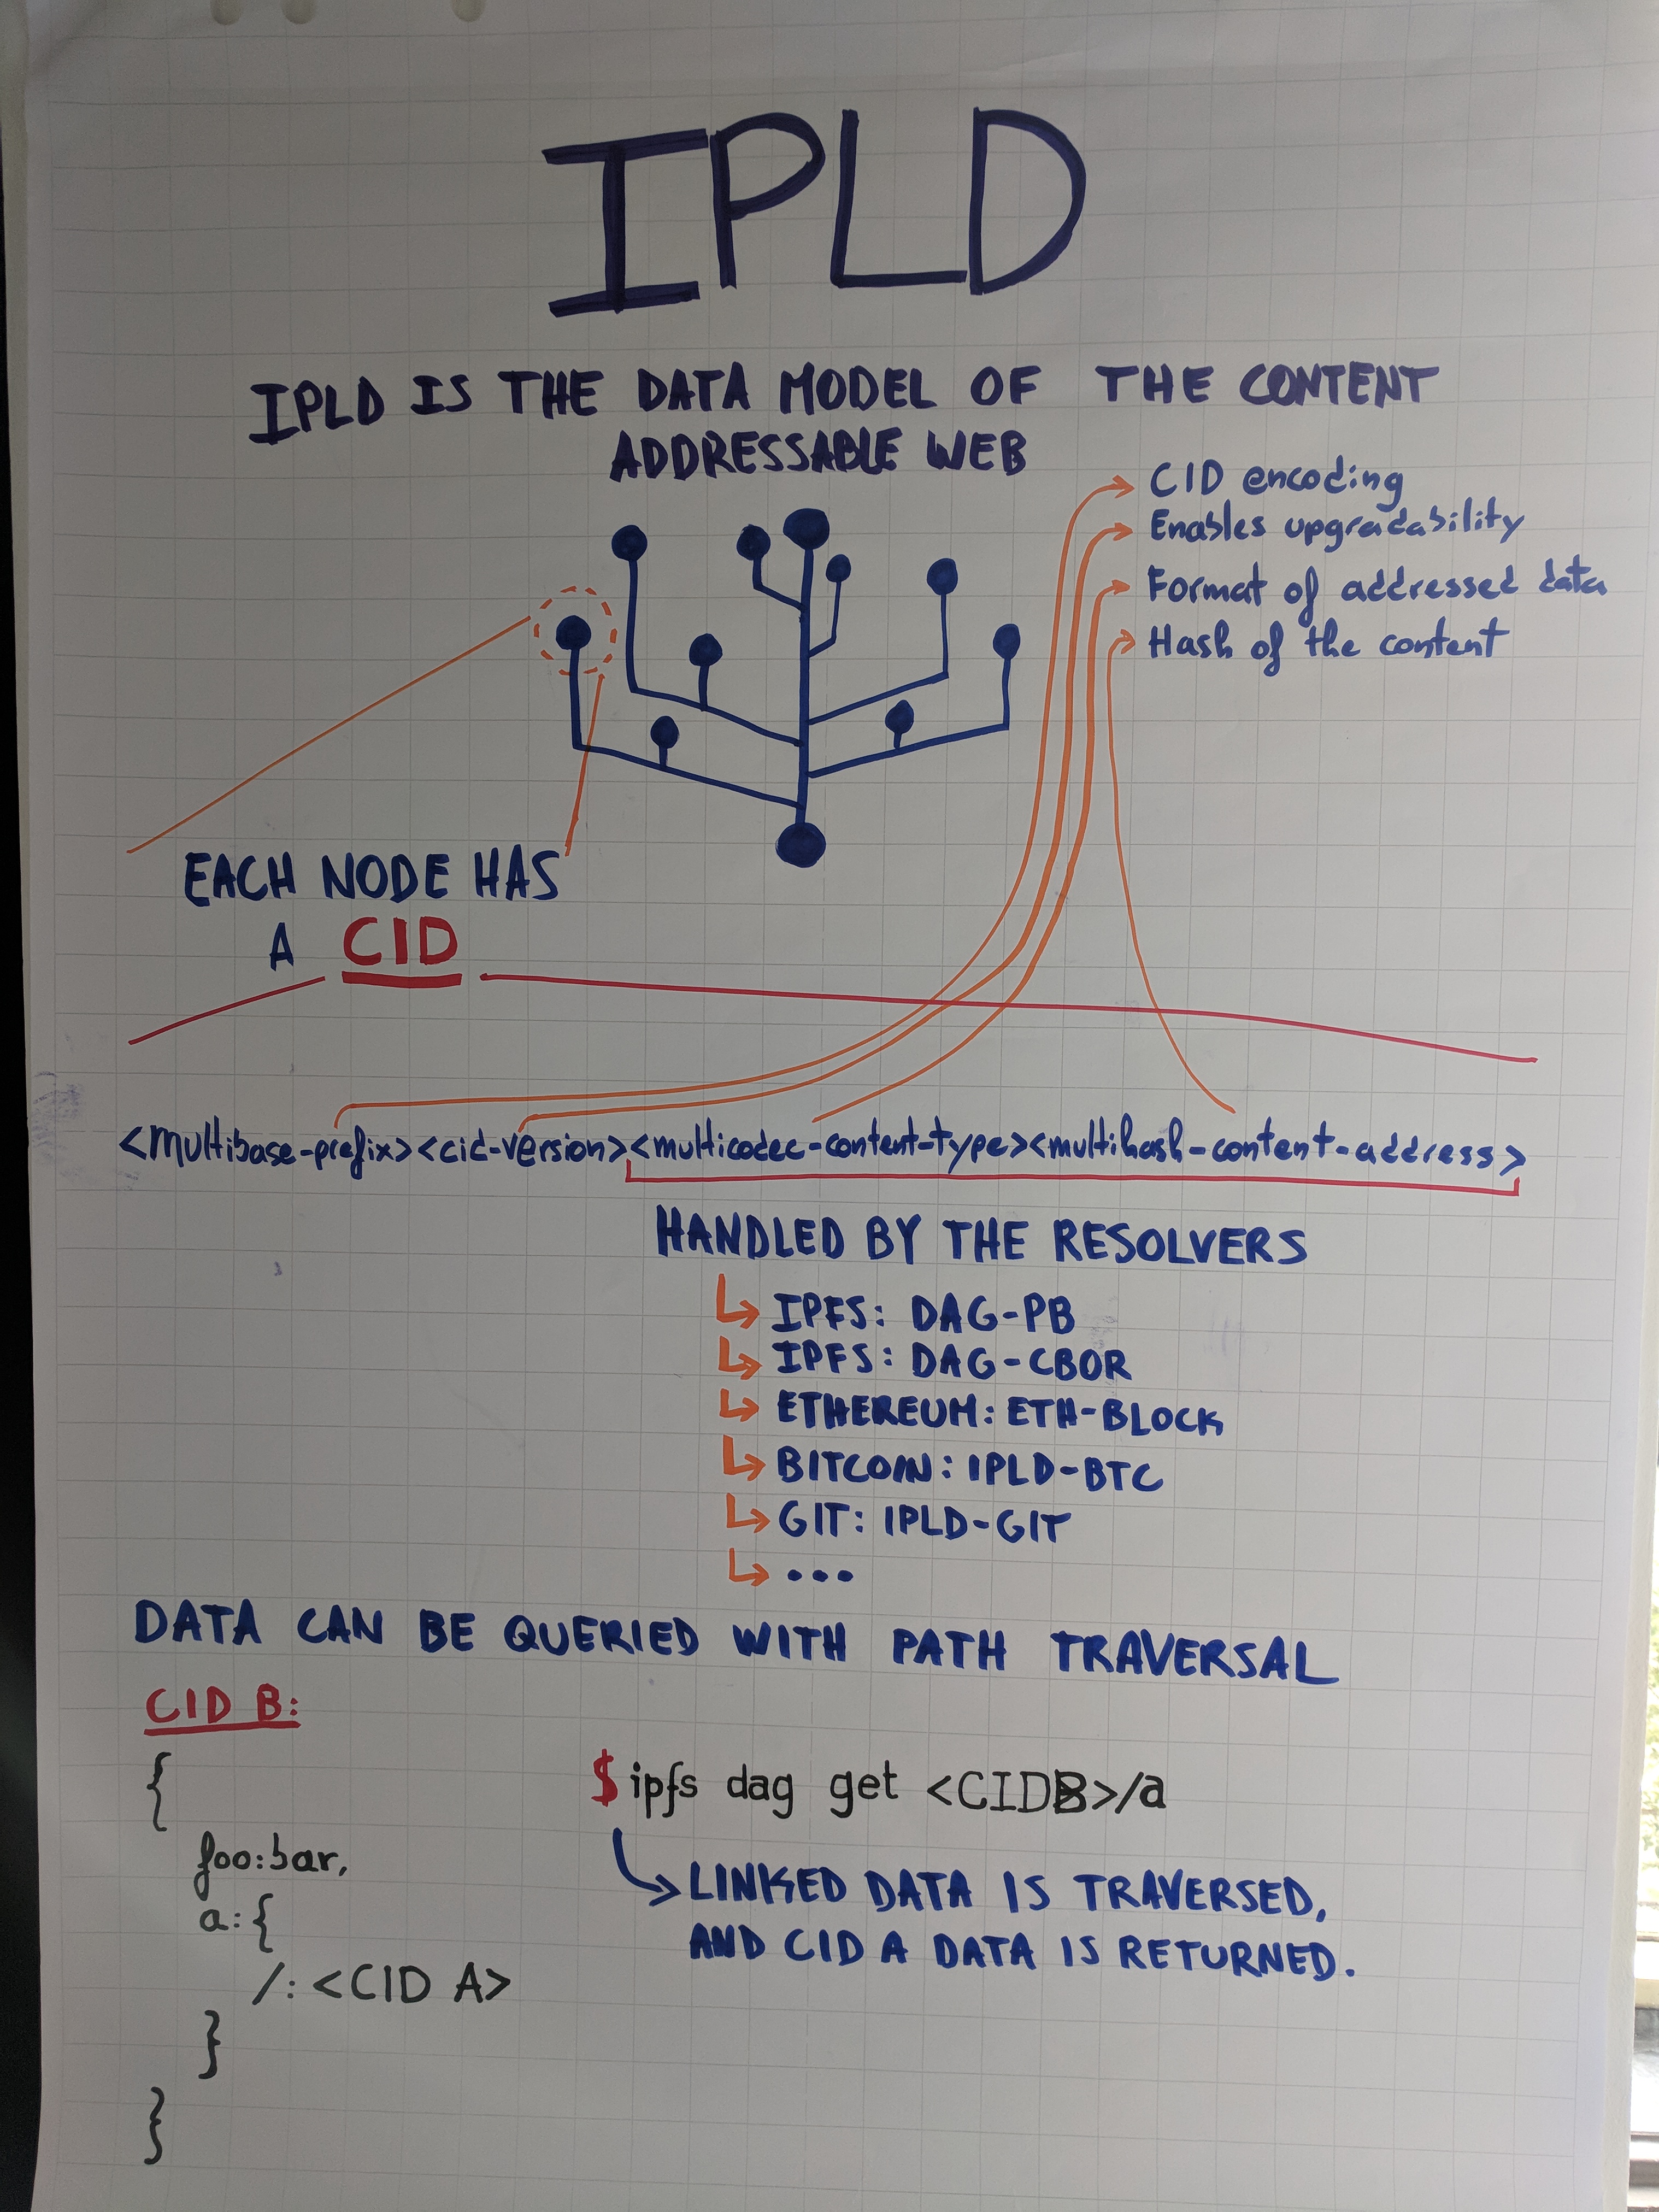 IPLD
IPLD IS THE DATA MODEL OF THE CONTENT
ADDRESSABLE WEB
CID encoding
Enables upgradability
Format of addressed data
Hash of the content
EACH NODE HAS
A CID
<multibase-prefix><cid-version><multicodec-content-type><multihash-content-address>
HANDLED BY THE RESOLVERS
IPFS: DAG-PB
IPFS: DAG-CBOR
ETHEREUM: ETH-BLOCK
BITCOIN: IPLD-BTC
GIT: IPLD-GIT
...
DATA CAN BE QUERIED WITH PATH TRAVERSAL
CID B:
{
foo:bar,
a:{
/: <CID A>
}
}
$ ipfs dag get <CIDB>/a
LINKED DATA IS TRAVERSED,
AND CID A DATA IS RETURNED.